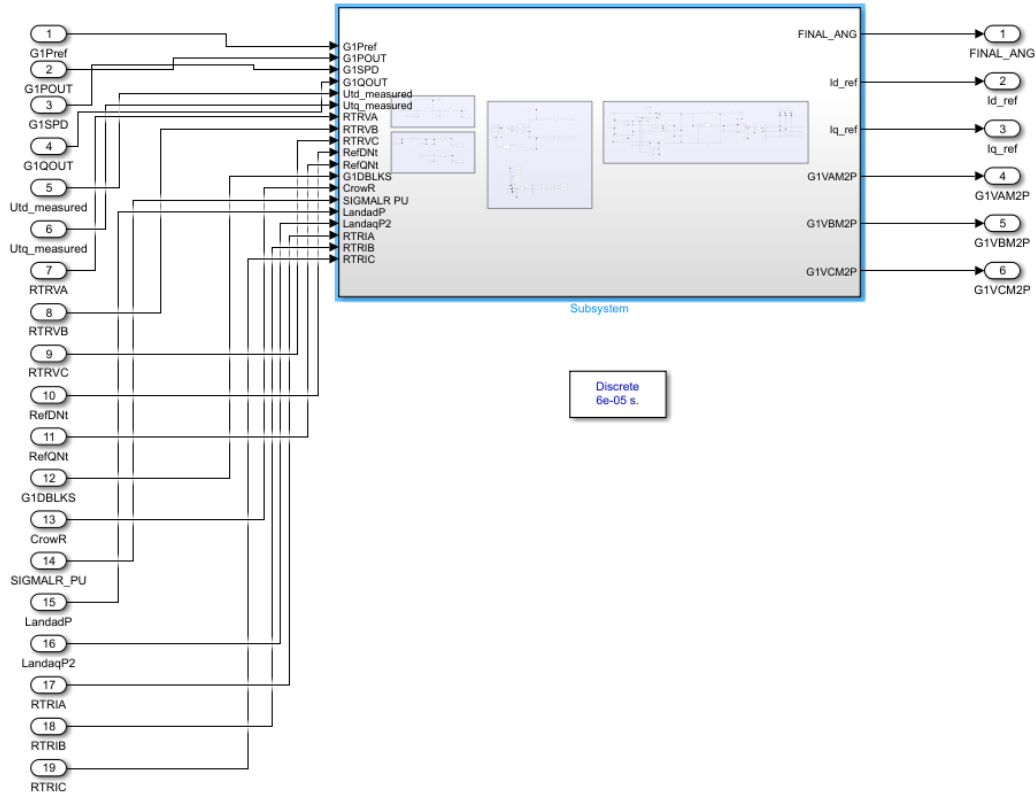 1
G1Pref
2
G1POUT
3
G1SPD
4
G1QOUT
5
Utd_measured
6
Utq_measured
7
RTRVA
8
RTRVB
9
RTRVC
10
RefDNt
11
RefQNt
12
G1DBLKS
13
CrowR
14
SIGMALR_PU
15
LandadP
16
LandaqP2
17
RTRIA
18
RTRIB
19
RTRIC
G1Pref
G1POUT
G1SPD
G1QOUT
Utd_measured
Utq_measured
RTRVA
RTRVB
RTRVC
RefDNt
RefQNt
G1DBLKS
CrowR
SIGMALR PU
LandadP
LandaqP2
RTRIA
RTRIB
RTRIC
FINAL_ANG
Id_ref
Iq_ref
G1VAM2P
G1VBM2P
G1VCM2P
Subsystem
Discrete
6e-05 s.
1
FINAL_ANG
2
Id_ref
3
Iq_ref
4
G1VAM2P
5
G1VBM2P
6
G1VCM2P